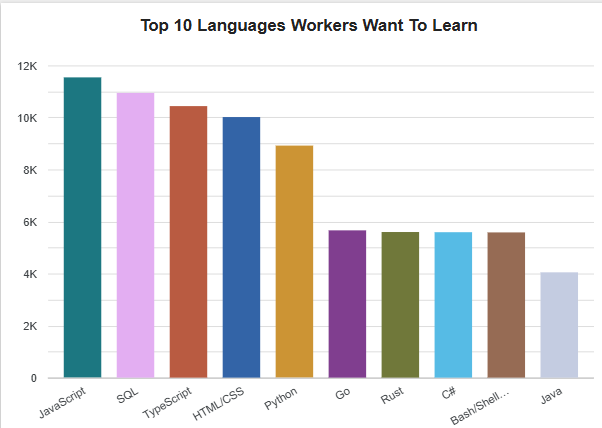 Top 10 Languages Workers Want To Learn
12K
10K
8K
6K
4K
2K
0
JavaScript
SQL
TypeScript
HTML/CSS
Python
Go
Rust
C#
Bash/Shell...
Java